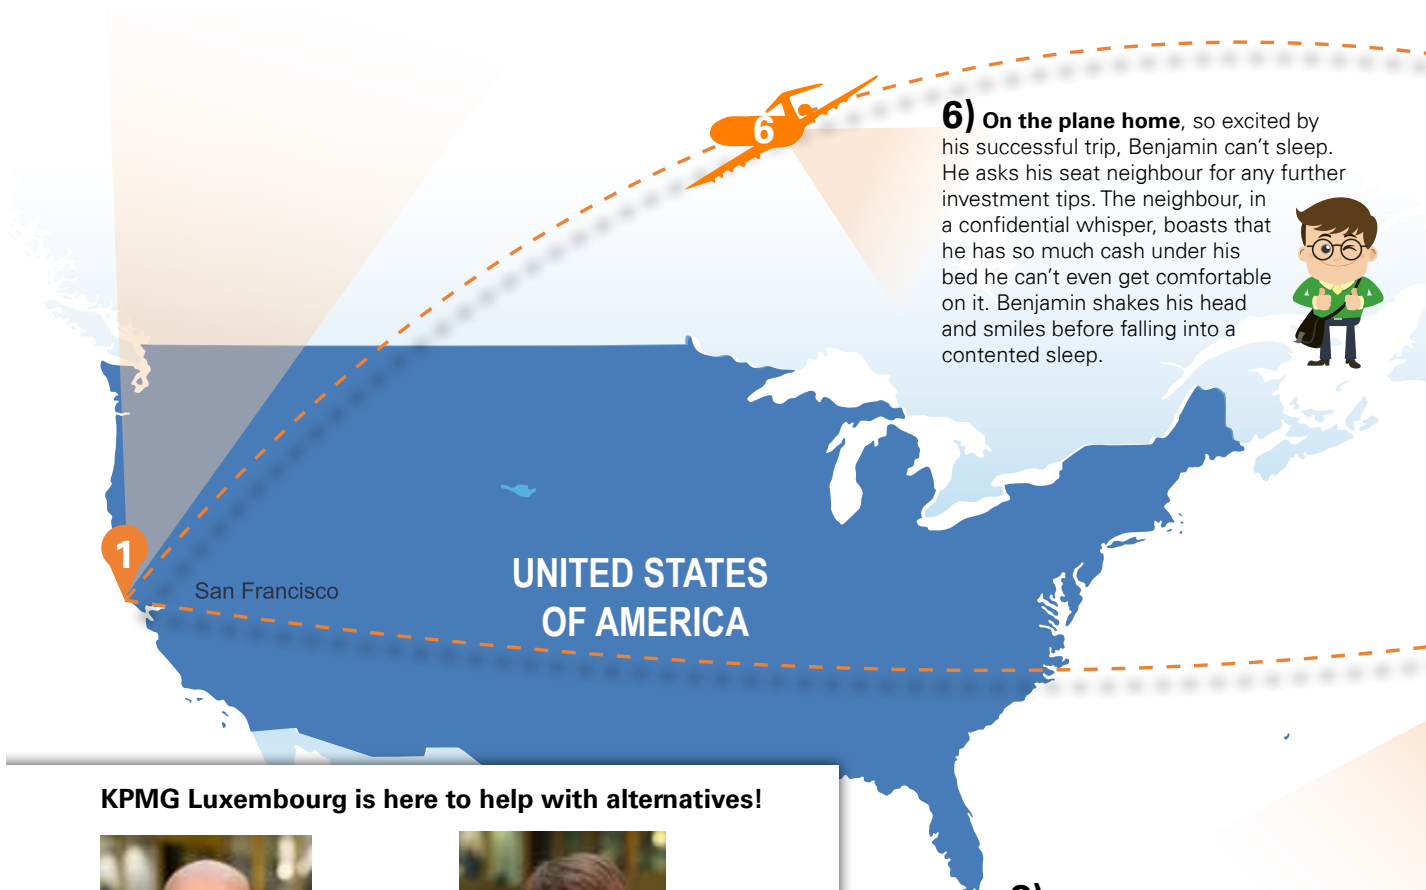 6
6) On the plane home, so excited by
his successful trip, Benjamin can't sleep.
He asks his seat neighbour for any further
investment tips. The neighbour, in
a confidential whisper, boasts that
he has so much cash under his
bed he can't even get comfortable
on it. Benjamin shakes his head
and smiles before falling into a
contented sleep.
1
San Francisco
UNITED STATES
OF AMERICA
KPMG Luxembourg is here to help with alternatives!